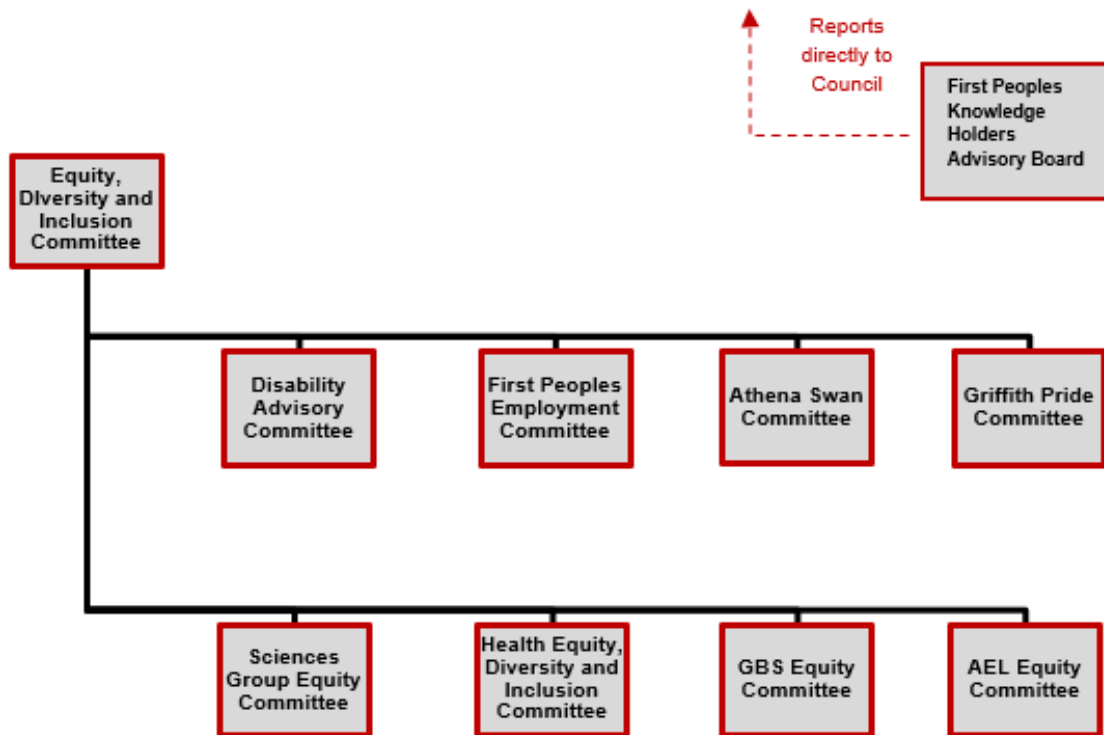 Reports
directly to
Council
First Peoples
Knowledge
Holders
Advisory Board
Equity,
DIversity and
Inclusion
Committee
Disability
Advisory
Committee
First Peoples
Employment
Committee
Athena Swan
Committee
Griffith Pride
Committee
Sciences
Group Equity
Committee
Health Equity,
Diversity and
Inclusion
Committee
GBS Equity
Committee
AEL Equity
Committee